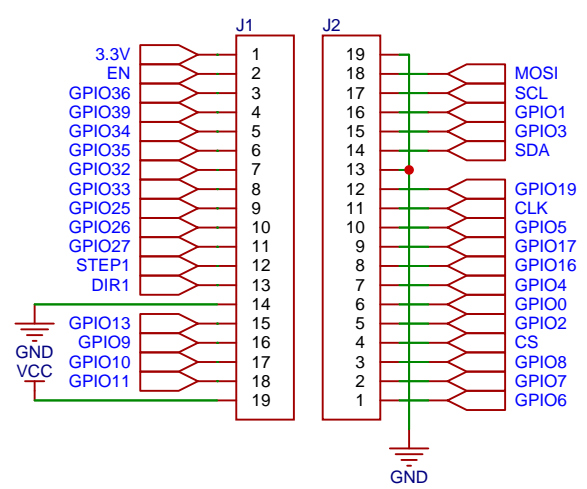 J1
3.3V 1
EN 2
GPIO36 3
GPIO39 4
GPIO34 5
GPIO35 6
GPIO32 7
GPIO33 8
GPIO25 9
GPIO26 10
GPIO27 11
STEP1 12
DIR1 13
14
GPIO13 15
GPIO9 16
GPIO10 17
GPIO11 18
19
GND
VCC
J2
19
18 MOSI
17 SCL
16 GPIO1
15 GPIO3
14 SDA
13
12 GPIO19
11 CLK
10 GPIO5
9 GPIO17
8 GPIO16
7 GPIO4
6 GPIO0
5 GPIO2
4 CS
3 GPIO8
2 GPIO7
1 GPIO6
GND